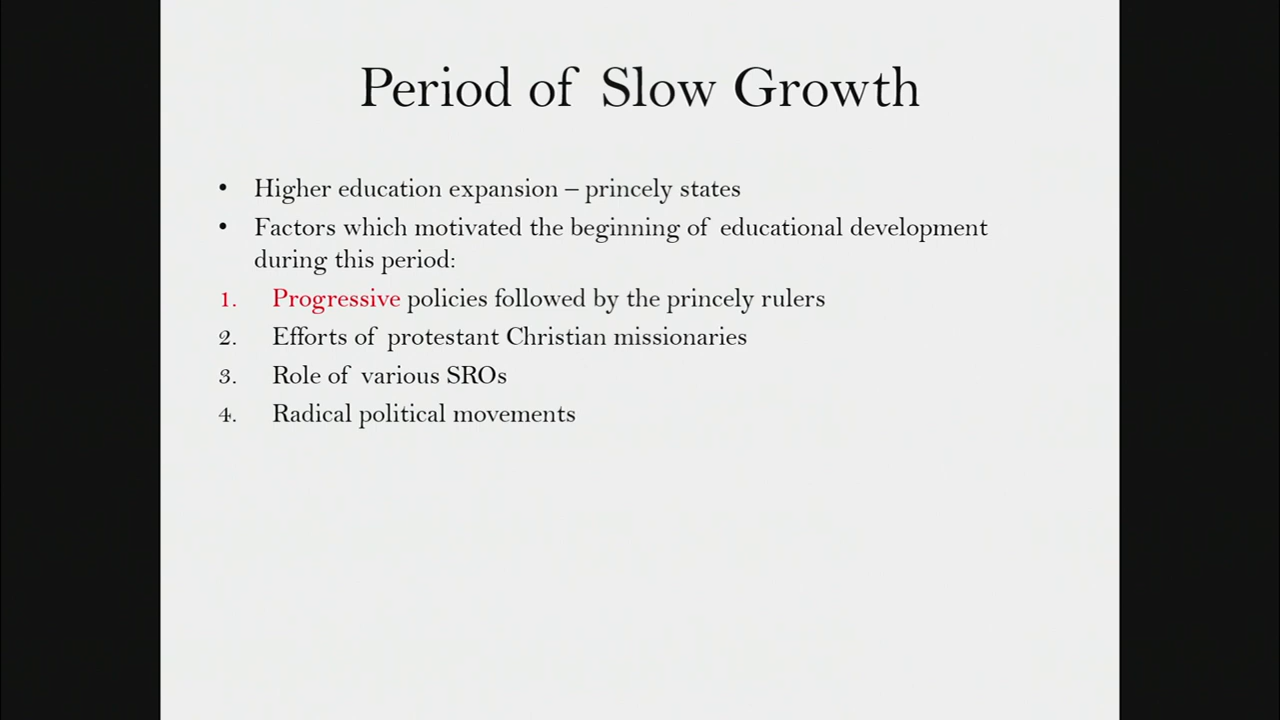 Period of Slow Growth
• Higher education expansion – princely states
• Factors which motivated the beginning of educational development
during this period:
1. Progressive policies followed by the princely rulers
2. Efforts of protestant Christian missionaries
3. Role of various SROs
4. Radical political movements